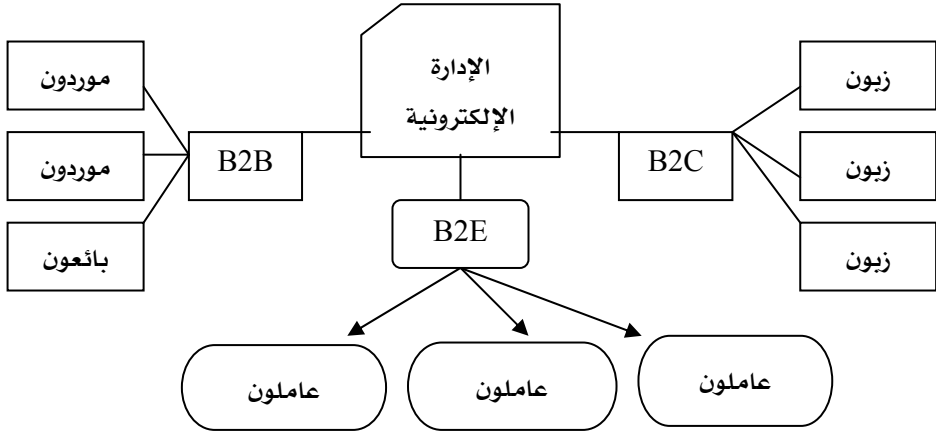 الإدارة
الإلكترونية
زبون
زبون
زبون
B2C
B2B
موردون
موردون
بائعون
B2E
عاملون
عاملون
عاملون